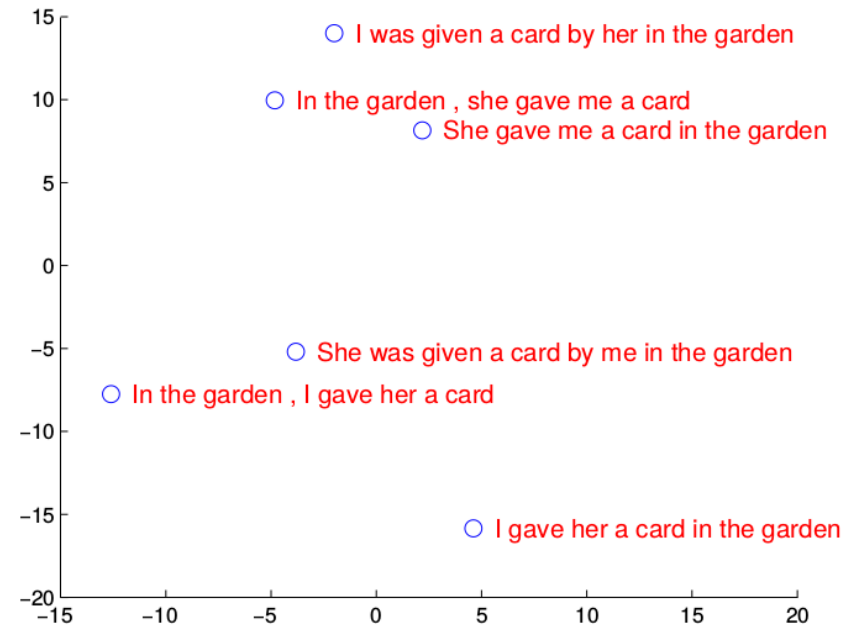 15
I was given a card by her in the garden
10
In the garden , she gave me a card
She gave me a card in the garden
5
0
−5
She was given a card by me in the garden
In the garden , I gave her a card
−10
−15
I gave her a card in the garden
−20
−15 −10 −5 0 5 10 15 20